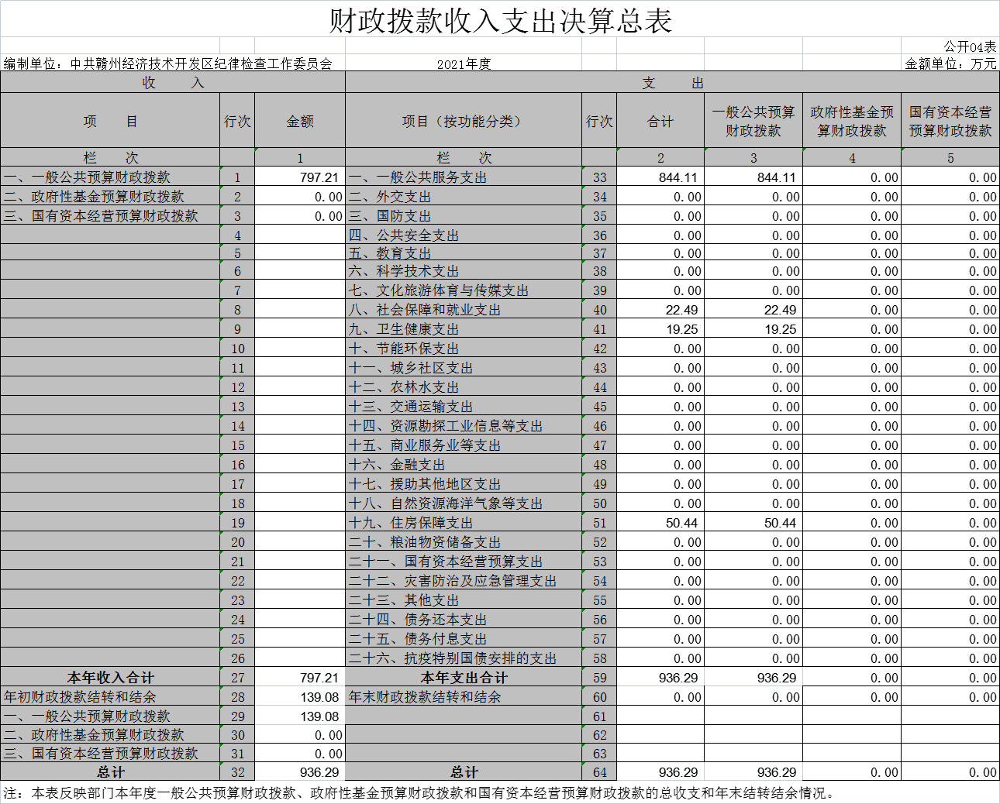 财政拨款收入支出决算总表
公开04表
编制单位：中共赣州经济技术开发区纪律检查工作委员会 2021年度 金额单位：万元
收 入 支 出
项 目 行次 金额 项目（按功能分类） 行次 合计 一般公共预算财政拨款 政府性基金预算财政拨款 国有资本经营预算财政拨款
栏 次 1 栏 次 2 3 4 5
一、一般公共预算财政拨款 1 797.21 一、一般公共服务支出 33 844.11 844.11 0.00 0.00
二、政府性基金预算财政拨款 2 0.00 二、外交支出 34 0.00 0.00 0.00 0.00
三、国有资本经营预算财政拨款 3 0.00 三、国防支出 35 0.00 0.00 0.00 0.00
4 四、公共安全支出 36 0.00 0.00 0.00 0.00
5 五、教育支出 37 0.00 0.00 0.00 0.00
6 六、科学技术支出 38 0.00 0.00 0.00 0.00
7 七、文化旅游体育与传媒支出 39 0.00 0.00 0.00 0.00
8 八、社会保障和就业支出 40 22.49 22.49 0.00 0.00
9 九、卫生健康支出 41 19.25 19.25 0.00 0.00
10 十、节能环保支出 42 0.00 0.00 0.00 0.00
11 十一、城乡社区支出 43 0.00 0.00 0.00 0.00
12 十二、农林水支出 44 0.00 0.00 0.00 0.00
13 十三、交通运输支出 45 0.00 0.00 0.00 0.00
14 十四、资源勘探工业信息等支出 46 0.00 0.00 0.00 0.00
15 十五、商业服务业等支出 47 0.00 0.00 0.00 0.00
16 十六、金融支出 48 0.00 0.00 0.00 0.00
17 十七、援助其他地区支出 49 0.00 0.00 0.00 0.00
18 十八、自然资源海洋气象等支出 50 0.00 0.00 0.00 0.00
19 十九、住房保障支出 51 50.44 50.44 0.00 0.00
20 二十、粮油物资储备支出 52 0.00 0.00 0.00 0.00
21 二十一、国有资本经营预算支出 53 0.00 0.00 0.00 0.00
22 二十二、灾害防治及应急管理支出 54 0.00 0.00 0.00 0.00
23 二十三、其他支出 55 0.00 0.00 0.00 0.00
24 二十四、债务还本支出 56 0.00 0.00 0.00 0.00
25 二十五、债务付息支出 57 0.00 0.00 0.00 0.00
26 二十六、抗疫特别国债安排的支出 58 0.00 0.00 0.00 0.00
本年收入合计 27 797.21 本年支出合计 59 936.29 936.29 0.00 0.00
年初财政拨款结转和结余 28 139.08 年末财政拨款结转和结余 60 0.00 0.00 0.00 0.00
一、一般公共预算财政拨款 29 139.08 61
二、政府性基金预算财政拨款 30 0.00 62
三、国有资本经营预算财政拨款 31 0.00 63
总计 32 936.29 总计 64 936.29 936.29 0.00 0.00
注：本表反映部门本年度一般公共预算财政拨款、政府性基金预算财政拨款和国有资本经营预算财政拨款的总收支和年末结转结余情况。